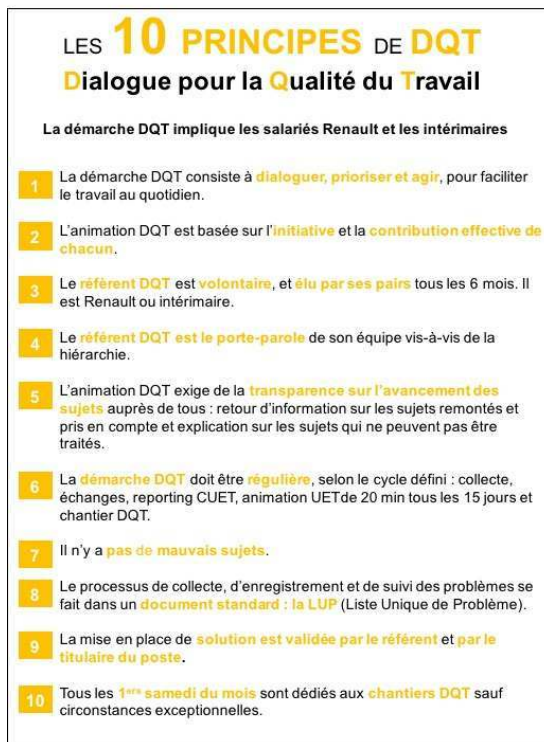 LES 10 PRINCIPES DE DQT
Dialogue pour la Qualité du Travail
La démarche DQT implique les salariés Renault et les intérimaires
1 La démarche DQT consiste à dialoguer, prioriser et agir, pour faciliter
le travail au quotidien.
2 L'animation DQT est basée sur l'initiative et la contribution effective de
chacun.
3 Le réfèrent DQT est volontaire, et élu par ses pairs tous les 6 mois. Il
est Renault ou intérimaire.
4 Le référent DQT est le porte-parole de son équipe vis-à-vis de la
hiérarchie.
5 L'animation DQT exige de la transparence sur l'avancement des
sujets auprès de tous : retour d'information sur les sujets remontés et
pris en compte et explication sur les sujets qui ne peuvent pas être
traités.
6 La démarche DQT doit être régulière, selon le cycle défini : collecte,
échanges, reporting CUET, animation UETde 20 min tous les 15 jours et
chantier DQT.
7 Il n'y a pas de mauvais sujets.
8 Le processus de collecte, d'enregistrement et de suivi des problèmes se
fait dans un document standard : la LUP (Liste Unique de Problème).
9 La mise en place de solution est validée par le référent et par le
titulaire du poste.
10 Tous les 1ers samedi du mois sont dédiés aux chantiers DQT sauf
circonstances exceptionnelles.